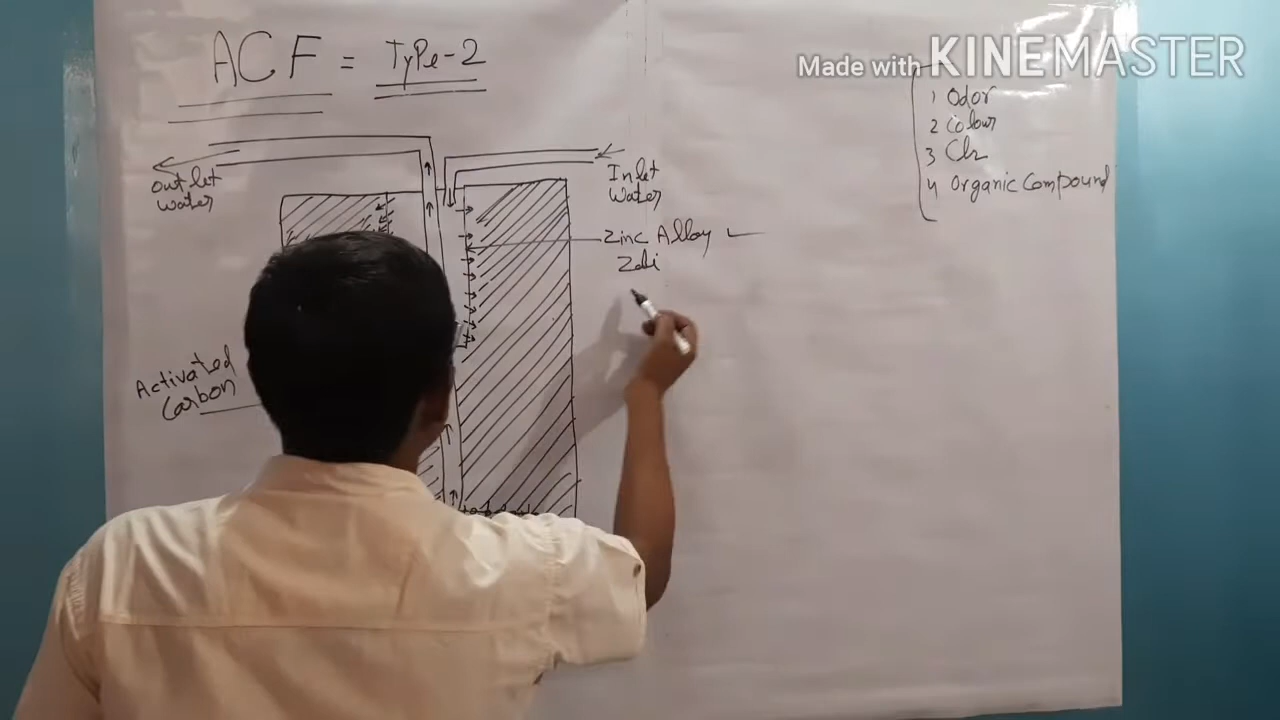 ACF = TyPe-2
Made with KINEMASTER
1 Odor
2 Colour
3 Cl2
4 Organic Compound
Outlet
water
Inlet
Water
Zinc Alloy
Zali
Activated
Carbon